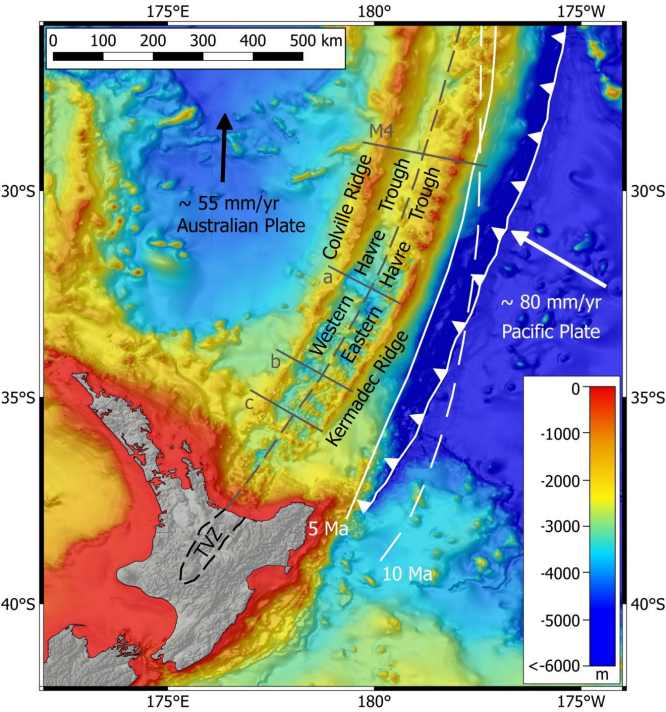 175°E 180° 175°W
0 100 200 300 400 500 km
M4
30°S 30°S
~ 55 mm/yr
Australian Plate
Colville Ridge
Havre Trough
Havre Trough
a
Western
Eastern
~ 80 mm/yr
Pacific Plate
b
Kermadec Ridge
c
35°S 35°S
0
-1000
-2000
-3000
-4000
-5000
<-6000
m
5 Ma
10 Ma
TVZ
40°S 40°S
175°E 180° 175°W